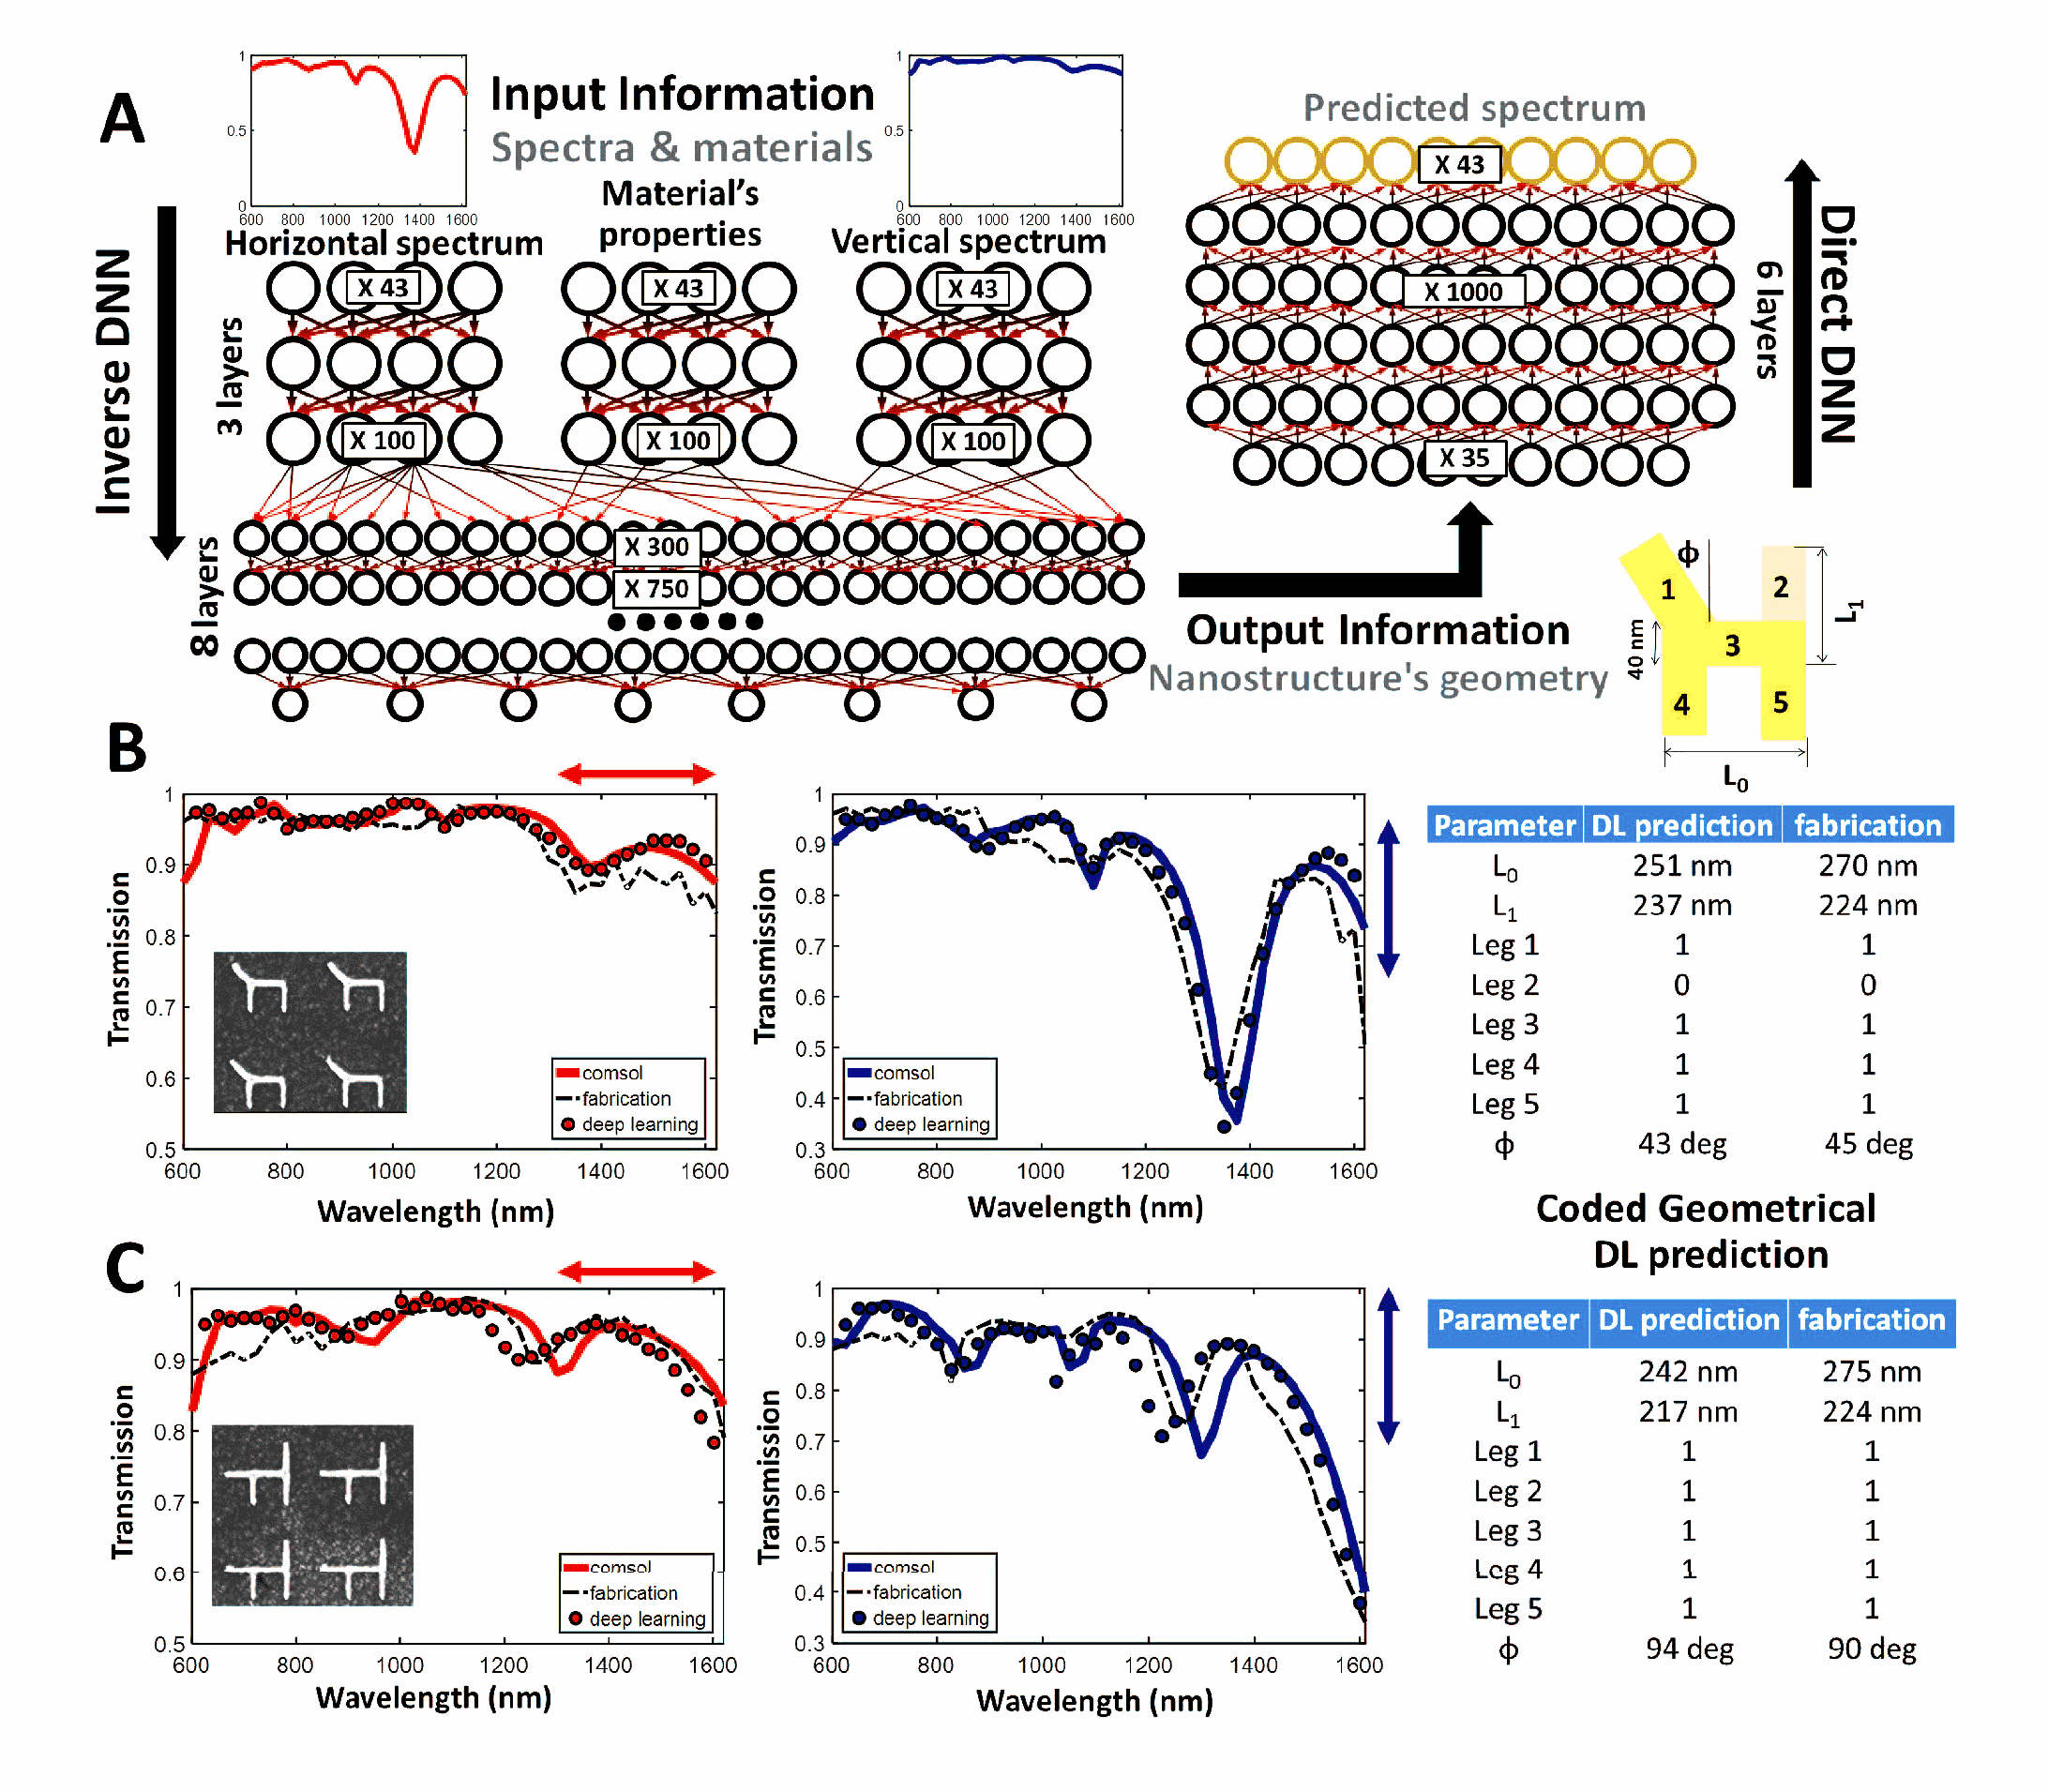 A
1
0.5
0
600 800 1000 1200 1400 1600
Horizontal spectrum
Input Information
Spectra & materials
Material's
properties
1
0.5
0
600 800 1000 1200 1400 1600
Vertical spectrum
Predicted spectrum
X 43
X 1000
X 35
6 layers
Direct DNN
Inverse DNN
3 layers
X 43
X 43
X 43
X 100
X 100
X 100
8 layers
X 300
X 750
Output Information
Nanostructure's geometry
ϕ
1
2
3
4
5
40 nm
L1
L0
B
1
0.9
0.8
0.7
0.6
0.5
Transmission
600 800 1000 1200 1400 1600
Wavelength (nm)
comsol
fabrication
deep learning
1
0.9
0.8
0.7
0.6
0.5
0.4
0.3
Transmission
600 800 1000 1200 1400 1600
Wavelength (nm)
comsol
fabrication
deep learning
Parameter DL prediction fabrication
L0 251 nm 270 nm
L1 237 nm 224 nm
Leg 1 1 1
Leg 2 0 0
Leg 3 1 1
Leg 4 1 1
Leg 5 1 1
ϕ 43 deg 45 deg
Coded Geometrical
DL prediction
C
1
0.9
0.8
0.7
0.6
0.5
Transmission
600 800 1000 1200 1400 1600
Wavelength (nm)
comsol
fabrication
deep learning
1
0.9
0.8
0.7
0.6
0.5
0.4
0.3
Transmission
600 800 1000 1200 1400 1600
Wavelength (nm)
comsol
fabrication
deep learning
Parameter DL prediction fabrication
L0 242 nm 275 nm
L1 217 nm 224 nm
Leg 1 1 1
Leg 2 1 1
Leg 3 1 1
Leg 4 1 1
Leg 5 1 1
ϕ 94 deg 90 deg